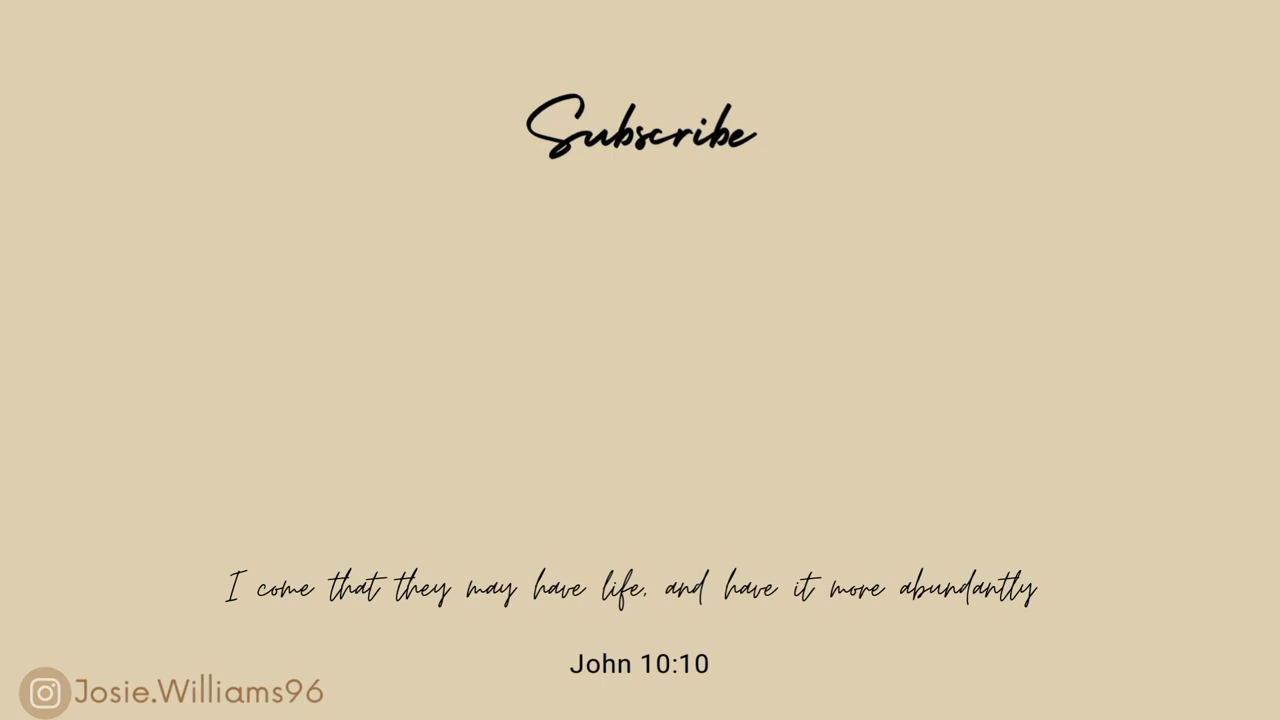 Subscribe
I come that they may have life, and have it more abundantly
John 10:10
Josie.Williams96